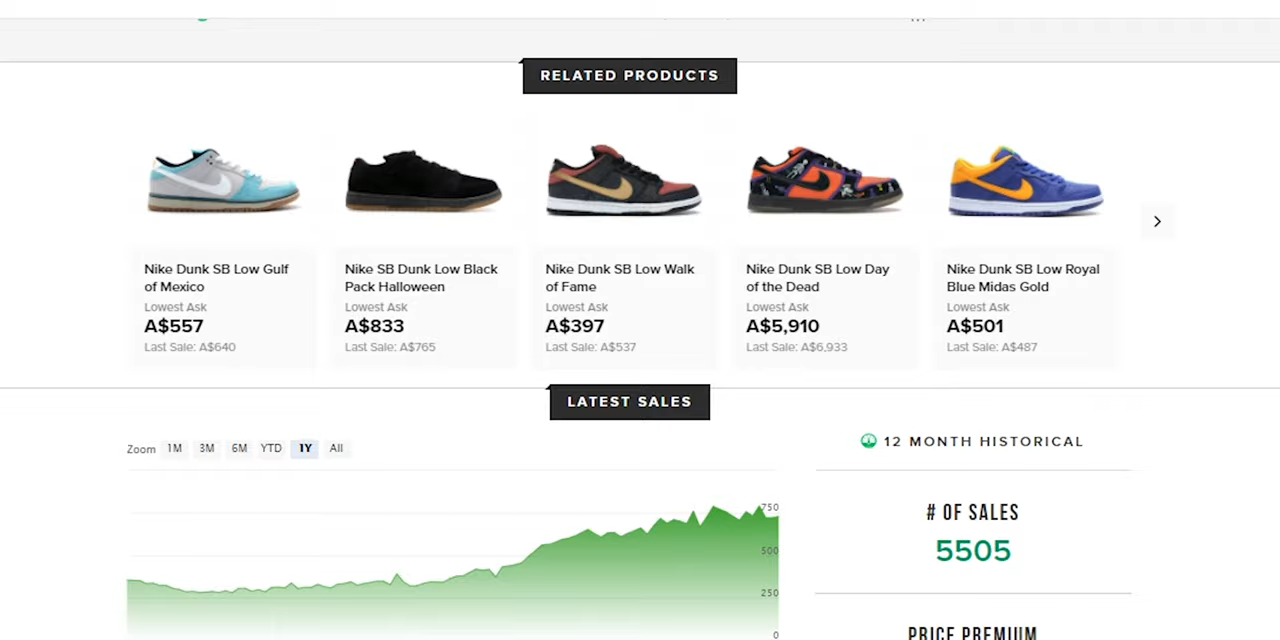 RELATED PRODUCTS
Nike Dunk SB Low Gulf
of Mexico
Lowest Ask
A$557
Last Sale: A$640
Nike SB Dunk Low Black
Pack Halloween
Lowest Ask
A$833
Last Sale: A$765
Nike Dunk SB Low Walk
of Fame
Lowest Ask
A$397
Last Sale: A$537
Nike Dunk SB Low Day
of the Dead
Lowest Ask
A$5,910
Last Sale: A$6,933
Nike Dunk SB Low Royal
Blue Midas Gold
Lowest Ask
A$501
Last Sale: A$487
LATEST SALES
Zoom 1M 3M 6M YTD 1Y All
750
500
250
0
12 MONTH HISTORICAL
# OF SALES
5505
PRICE PREMIUM